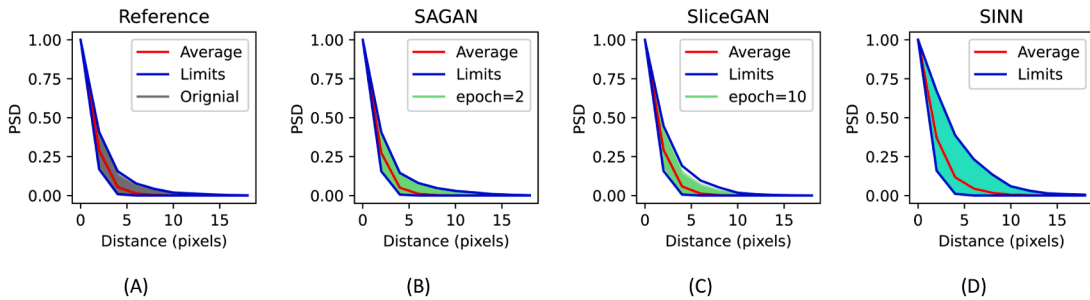 Reference
1.00
0.75
0.50
0.25
0.00
PSD
0
5
10
15
Distance (pixels)
Average
Limits
Orignial
(A)
SAGAN
1.00
0.75
0.50
0.25
0.00
PSD
0
5
10
15
Distance (pixels)
Average
Limits
epoch=2
(B)
SliceGAN
1.00
0.75
0.50
0.25
0.00
PSD
0
5
10
15
Distance (pixels)
Average
Limits
epoch=10
(C)
SINN
1.00
0.75
0.50
0.25
0.00
PSD
0
5
10
15
Distance (pixels)
Average
Limits
(D)